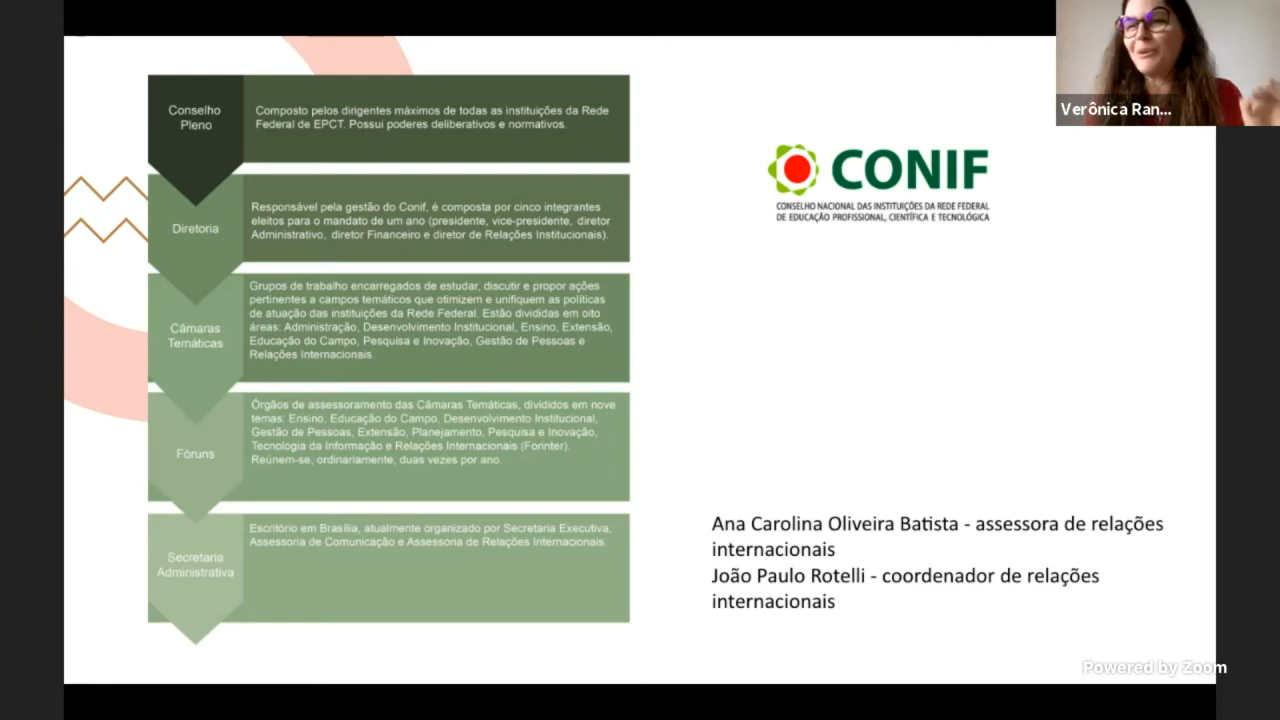 Conselho
Pleno
Composto pelos dirigentes máximos de todas as instituições da Rede
Federal de EPCT. Possui poderes deliberativos e normativos.
Diretoria
Responsável pela gestão do Conif, é composta por cinco integrantes
eleitos para o mandato de um ano (presidente, vice-presidente, diretor
Administrativo, diretor Financeiro e diretor de Relações Institucionais).
Câmaras
Temáticas
Grupos de trabalho encarregados de estudar, discutir e propor ações
pertinentes a campos temáticos que otimizem e unifiquem as políticas
de atuação das instituições da Rede Federal. Estão divididas em oito
áreas: Administração, Desenvolvimento Institucional, Ensino, Extensão,
Educação do Campo, Pesquisa e Inovação, Gestão de Pessoas e
Relações Internacionais.
Fóruns
Órgãos de assessoramento das Câmaras Temáticas, divididos em nove
temas: Ensino, Educação do Campo, Desenvolvimento Institucional,
Gestão de Pessoas, Extensão, Planejamento, Pesquisa e Inovação,
Tecnologia da Informação e Relações Internacionais (Forinter).
Reúnem-se, ordinariamente, duas vezes por ano.
Secretaria
Administrativa
Escritório em Brasília, atualmente organizado por Secretaria Executiva,
Assessoria de Comunicação e Assessoria de Relações Internacionais.
CONIF
CONSELHO NACIONAL DAS INSTITUIÇÕES DA REDE FEDERAL
DE EDUCAÇÃO PROFISSIONAL, CIENTÍFICA E TECNOLÓGICA
Ana Carolina Oliveira Batista - assessora de relações
internacionais
João Paulo Rotelli - coordenador de relações
internacionais
Verônica Ran...
Powered by Zoom